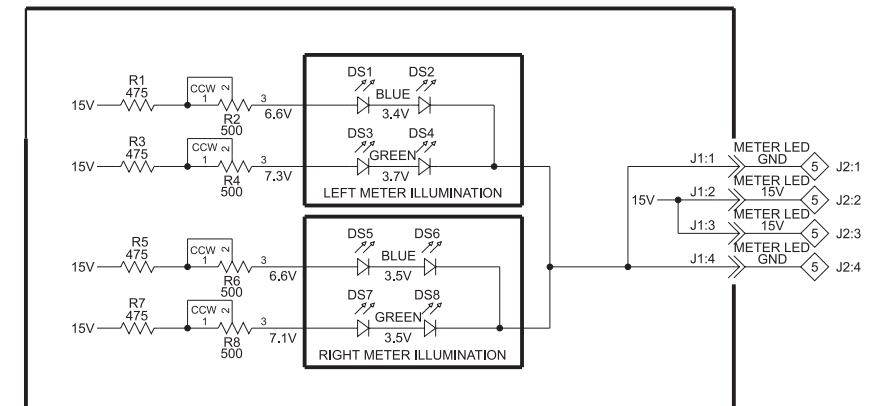 R1
475
15V
CCW
1
2
3
R2
500
6.6V
DS1
DS2
BLUE
3.4V
R3
475
15V
CCW
1
2
3
R4
500
7.3V
DS3
DS4
GREEN
3.7V
LEFT METER ILLUMINATION
R5
475
15V
CCW
1
2
3
R6
500
6.6V
DS5
DS6
BLUE
3.5V
R7
475
15V
CCW
1
2
3
R8
500
7.1V
DS7
DS8
GREEN
3.5V
RIGHT METER ILLUMINATION
J1:1
METER LED
GND
5
J2:1
15V
J1:2
METER LED
15V
5
J2:2
J1:3
METER LED
15V
5
J2:3
J1:4
METER LED
GND
5
J2:4